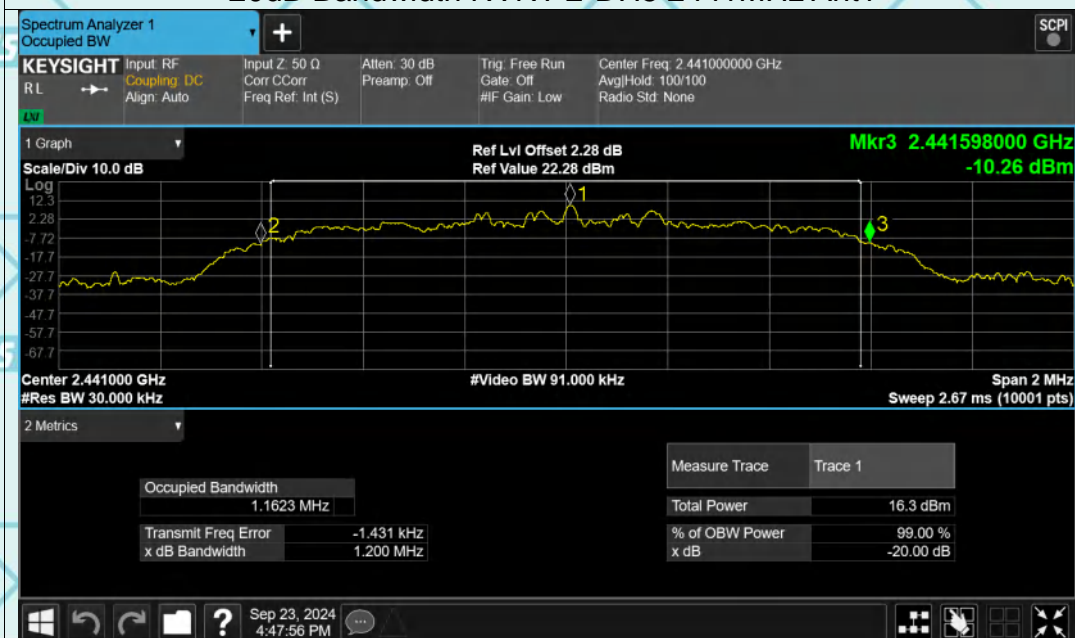 Spectrum Analyzer 1
Occupied BW
+
SCPI
KEYSIGHT
RL
LXI
Input: RF
Coupling: DC
Align: Auto
Input Z: 50 Ω
Corr CCorr
Freq Ref: Int (S)
Atten: 30 dB
Preamp: Off
Trig: Free Run
Gate: Off
#IF Gain: Low
Center Freq: 2.441000000 GHz
Avg|Hold: 100/100
Radio Std: None
1 Graph
Scale/Div 10.0 dB
Ref Lvl Offset 2.28 dB
Ref Value 22.28 dBm
Mkr3 2.441598000 GHz
-10.26 dBm
Log
12.3
2.28
-7.72
-17.7
-27.7
-37.7
-47.7
-57.7
-67.7
1
2
3
Center 2.441000 GHz
#Video BW 91.000 kHz
Span 2 MHz
#Res BW 30.000 kHz
Sweep 2.67 ms (10001 pts)
2 Metrics
Measure Trace Trace 1
Occupied Bandwidth
1.1623 MHz
Total Power 16.3 dBm
Transmit Freq Error -1.431 kHz
% of OBW Power 99.00 %
x dB Bandwidth 1.200 MHz
x dB -20.00 dB
?
Sep 23, 2024
4:47:56 PM